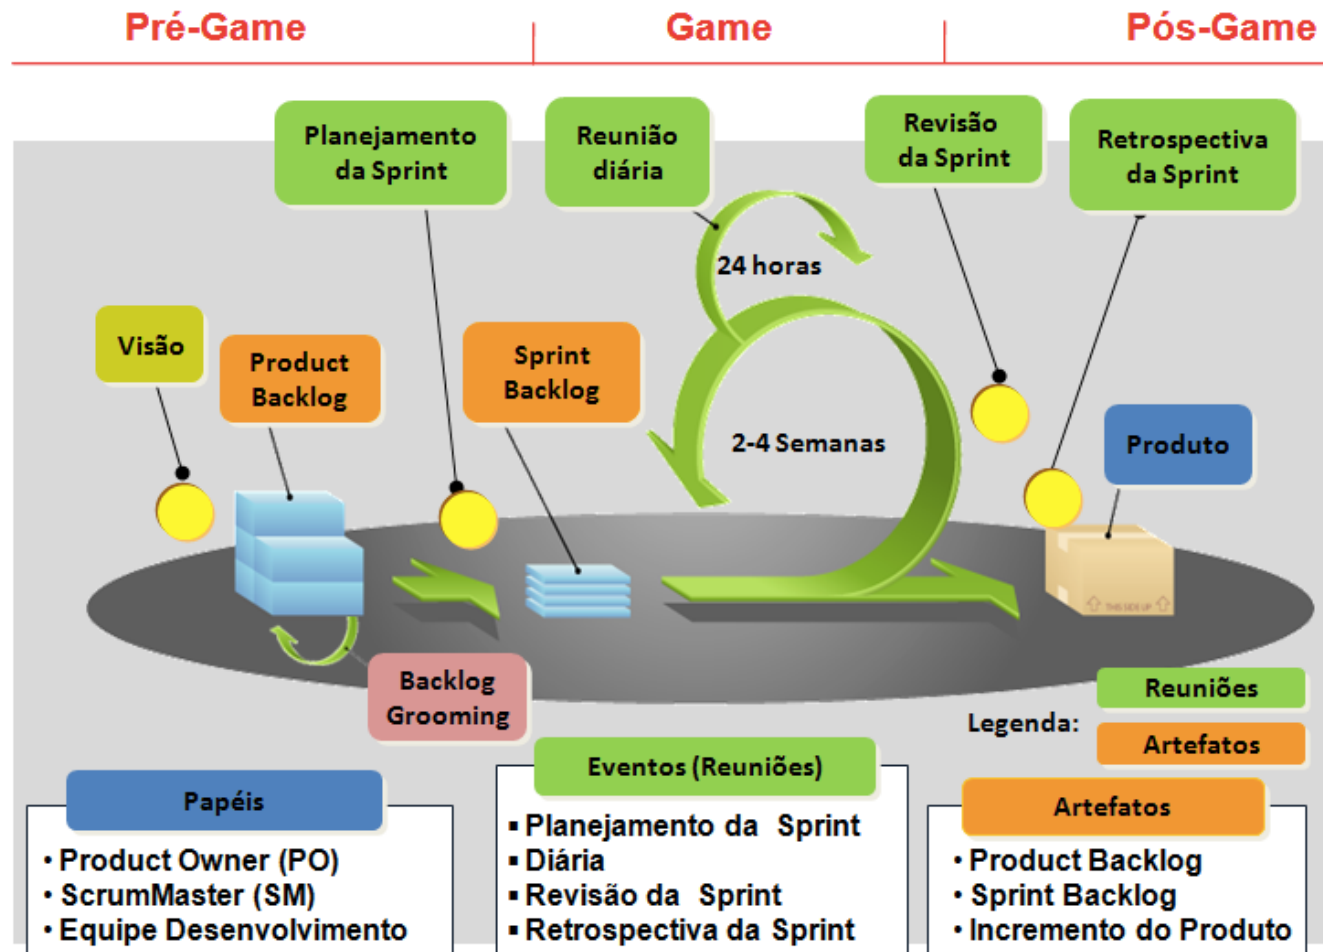 Pré-Game
Game
Pós-Game
Planejamento
da Sprint
Reunião
diária
Revisão
da Sprint
Retrospectiva
da Sprint
24 horas
Visão
Product
Backlog
Sprint
Backlog
2-4 Semanas
Produto
THIS SIDE UP
Backlog
Grooming
Legenda:
Reuniões
Artefatos
Papéis
• Product Owner (PO)
• ScrumMaster (SM)
• Equipe Desenvolvimento
Eventos (Reuniões)
▪ Planejamento da Sprint
▪ Diária
▪ Revisão da Sprint
▪ Retrospectiva da Sprint
Artefatos
• Product Backlog
• Sprint Backlog
• Incremento do Produto